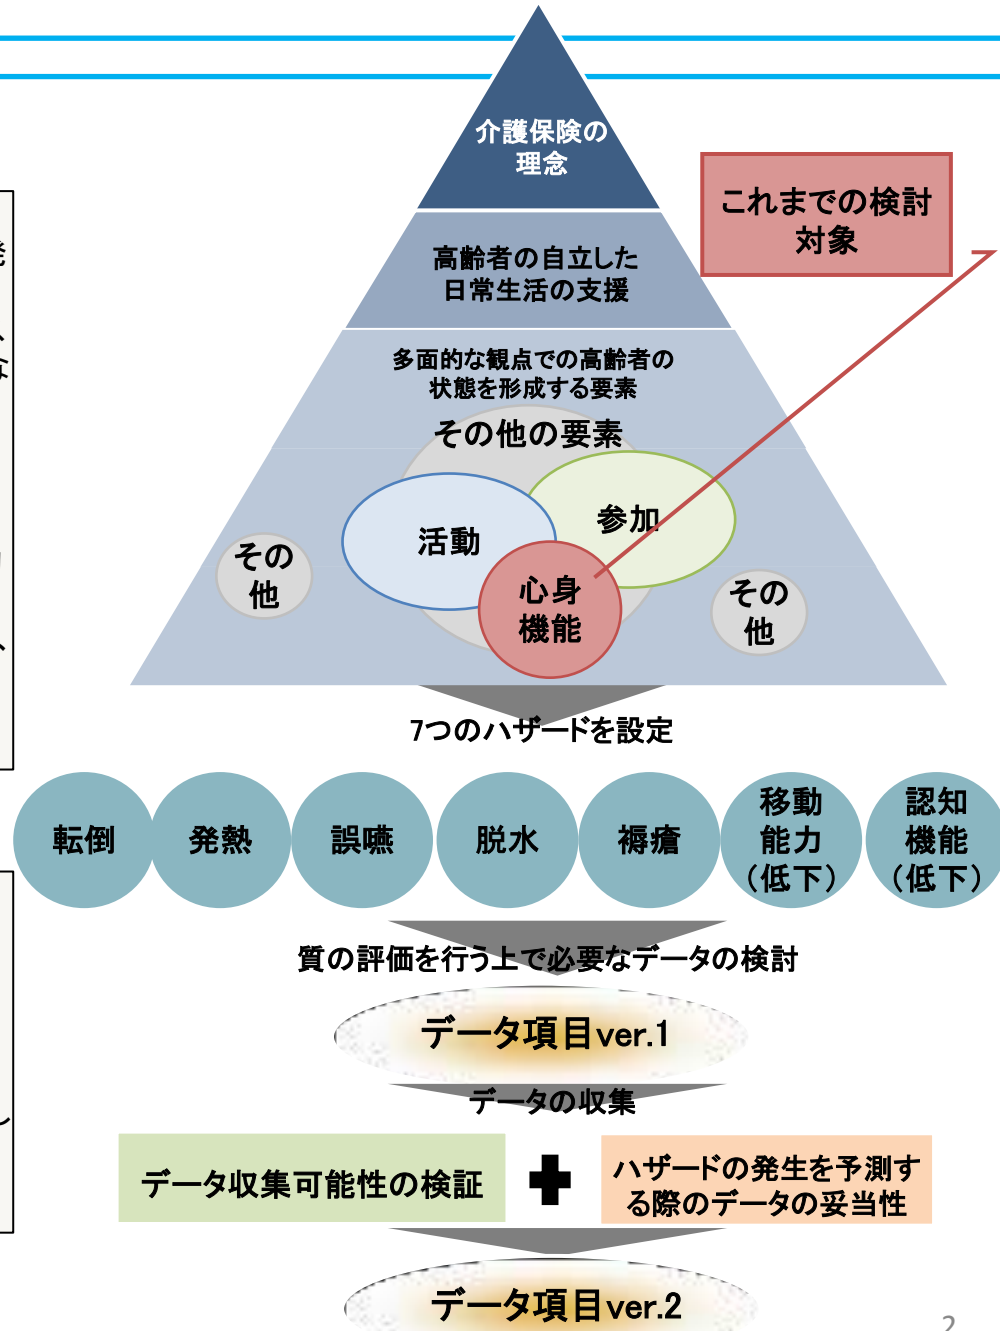 介護保険の
理念
これまでの検討
対象
高齢者の自立した
日常生活の支援
多面的な観点での高齢者の
状態を形成する要素
その他の要素
活動
参加
心身
機能
その
他
その
他
7つのハザードを設定
転倒
発熱
誤嚥
脱水
褥瘡
移動
能力
（低下）
認知
機能
（低下）
質の評価を行う上で必要なデータの検討
データ項目ver.1
データの収集
データ収集可能性の検証
ハザードの発生を予測す
る際のデータの妥当性
データ項目ver.2
2